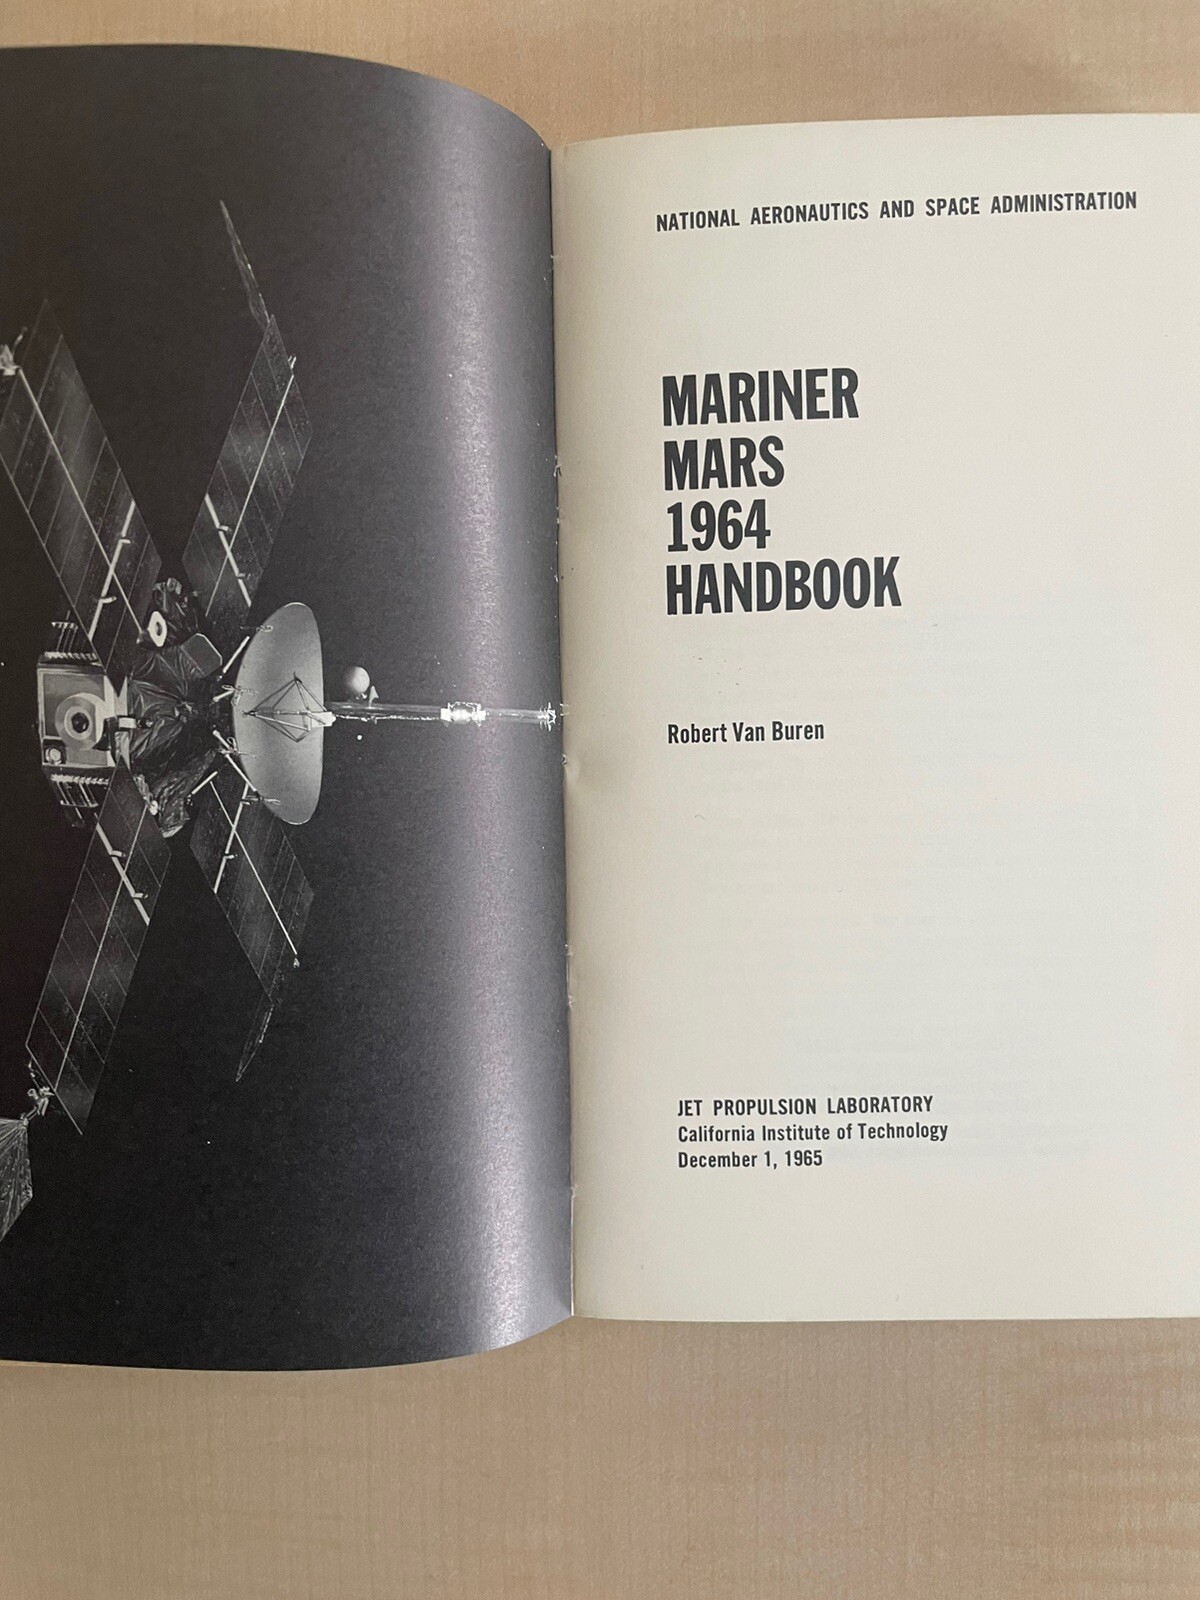 NATIONAL AERONAUTICS AND SPACE ADMINISTRATION
MARINER
MARS
1964
HANDBOOK
Robert Van Buren
JET PROPULSION LABORATORY
California Institute of Technology
December 1, 1965